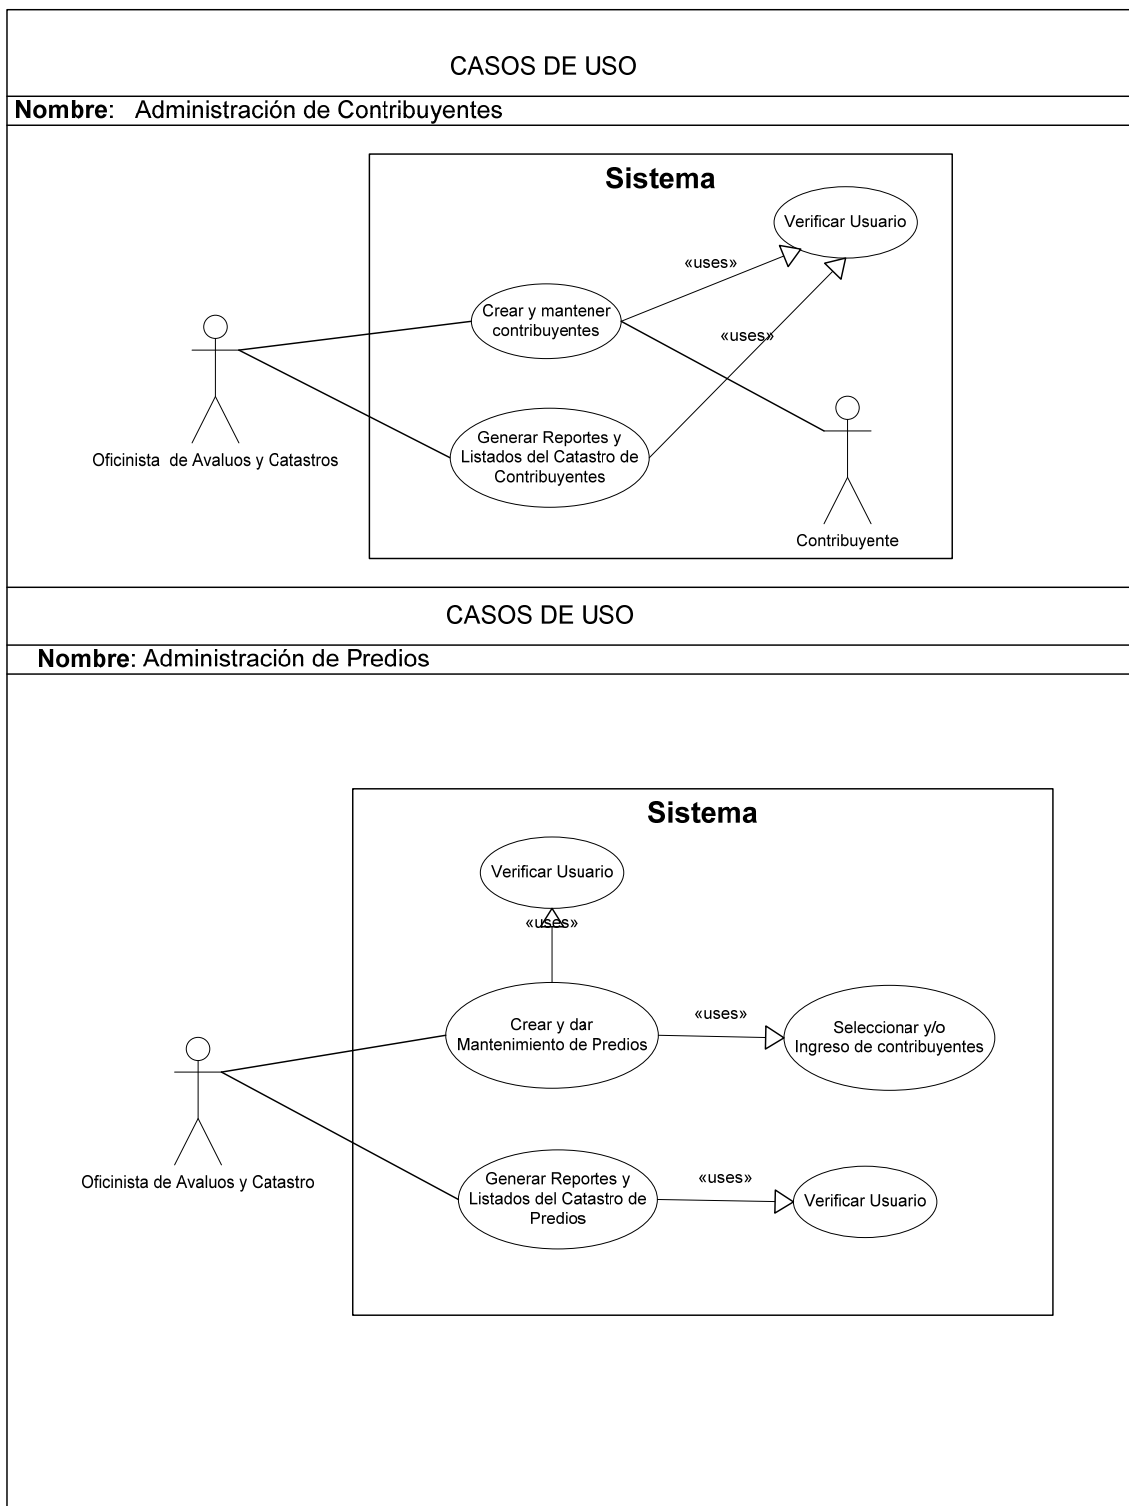 CASOS DE USO
Nombre: Administración de Contribuyentes
Sistema
Verificar Usuario
«uses»
Crear y mantener
contribuyentes
«uses»
Generar Reportes y
Listados del Catastro de
Contribuyentes
Oficinista de Avaluos y Catastros
Contribuyente
CASOS DE USO
Nombre: Administración de Predios
Sistema
Verificar Usuario
«uses»
Crear y dar
Mantenimiento de Predios
«uses»
Seleccionar y/o
Ingreso de contribuyentes
Oficinista de Avaluos y Catastro
Generar Reportes y
Listados del Catastro de
Predios
«uses»
Verificar Usuario